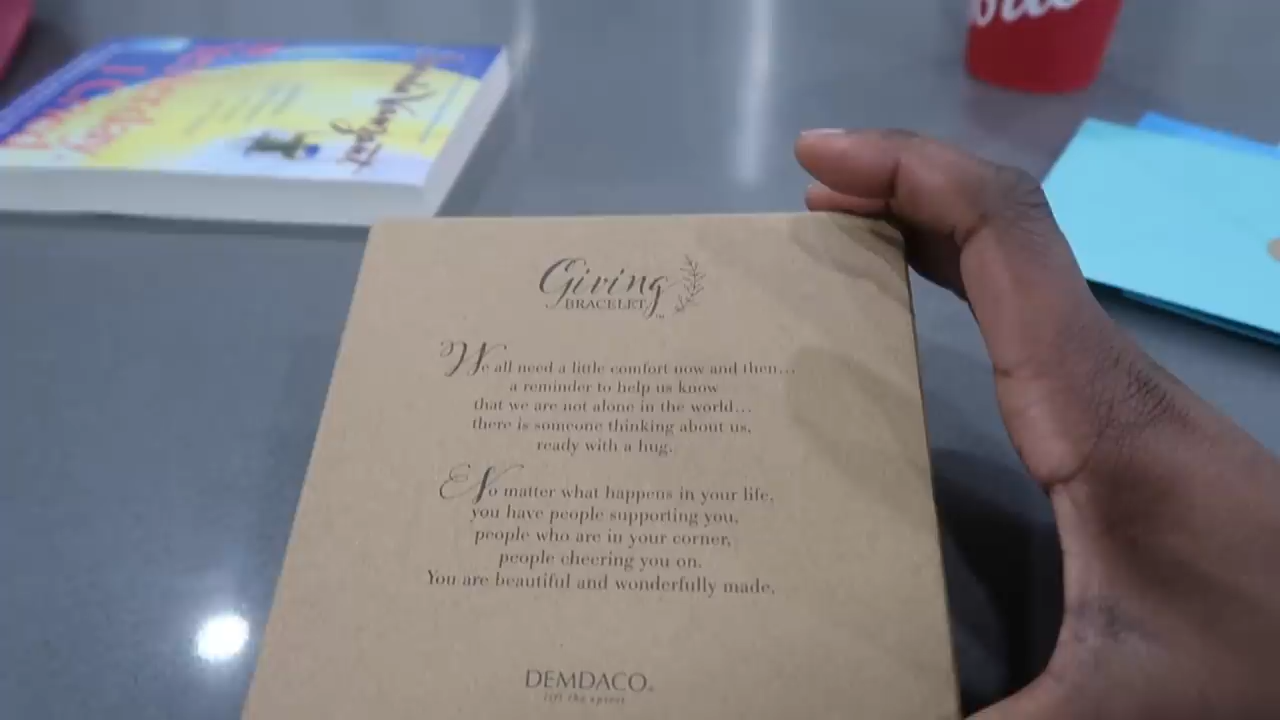 Giving
BRACELET™
We all need a little comfort now and then...
a reminder to help us know
that we are not alone in the world...
there is someone thinking about us,
ready with a hug.
No matter what happens in your life,
you have people supporting you,
people who are in your corner,
people cheering you on.
You are beautiful and wonderfully made.
DEMDACO®
lift the spirit